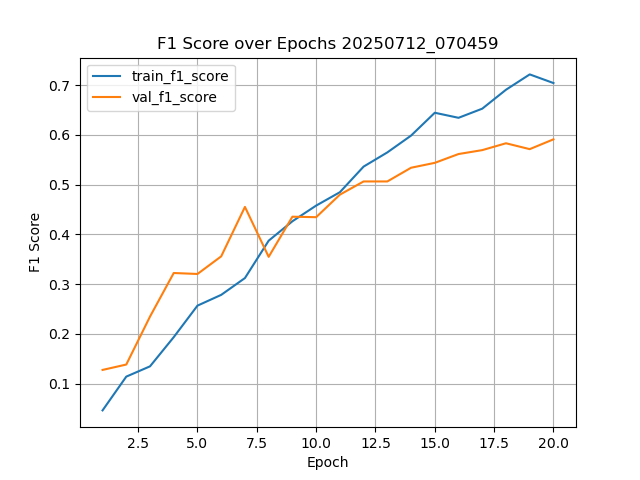 F1 Score over Epochs 20250712_070459
train_f1_score
val_f1_score
F1 Score
0.7
0.6
0.5
0.4
0.3
0.2
0.1
2.5 5.0 7.5 10.0 12.5 15.0 17.5 20.0
Epoch